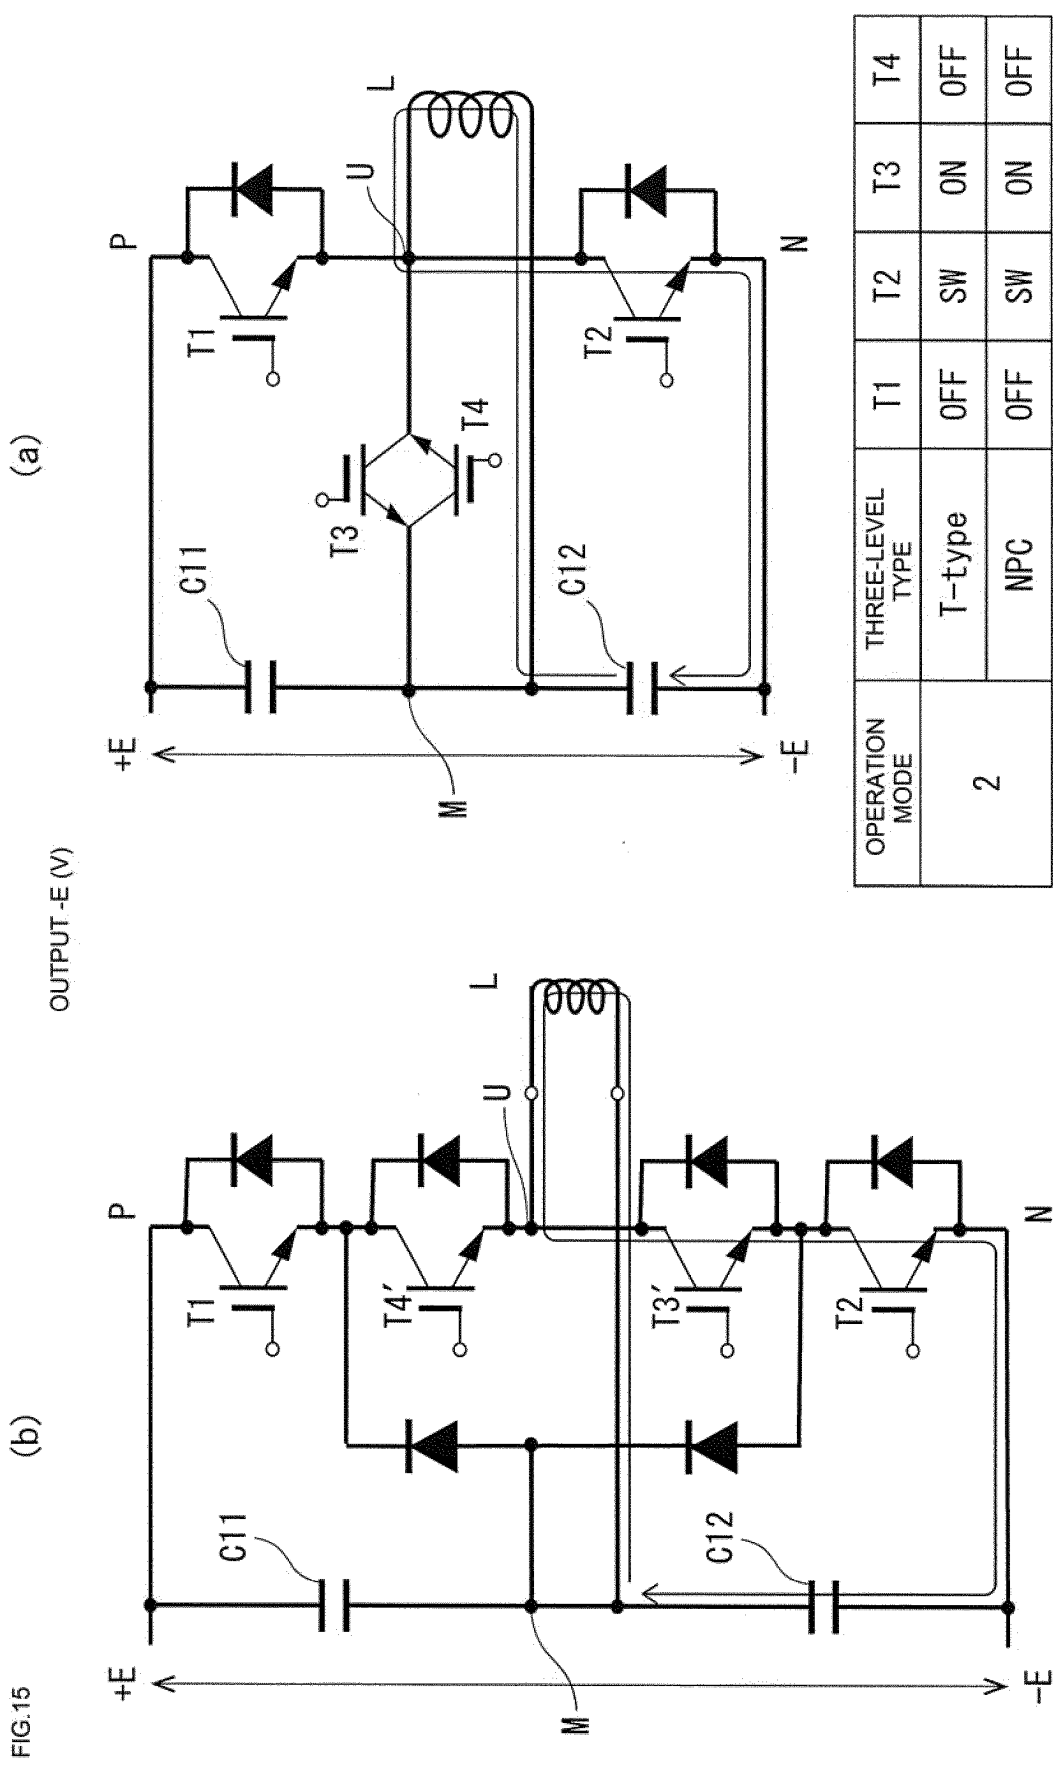 FIG.15
OUTPUT -E (V)
(b)
+E
-E
M
C11
C12
P
N
T1
T4′
T3′
T2
U
L
(a)
+E
-E
M
C11
C12
T3
T4
P
N
T1
T2
U
L
OPERATION MODE THREE-LEVEL TYPE T1 T2 T3 T4
2 T-type OFF SW ON OFF
NPC OFF SW ON OFF